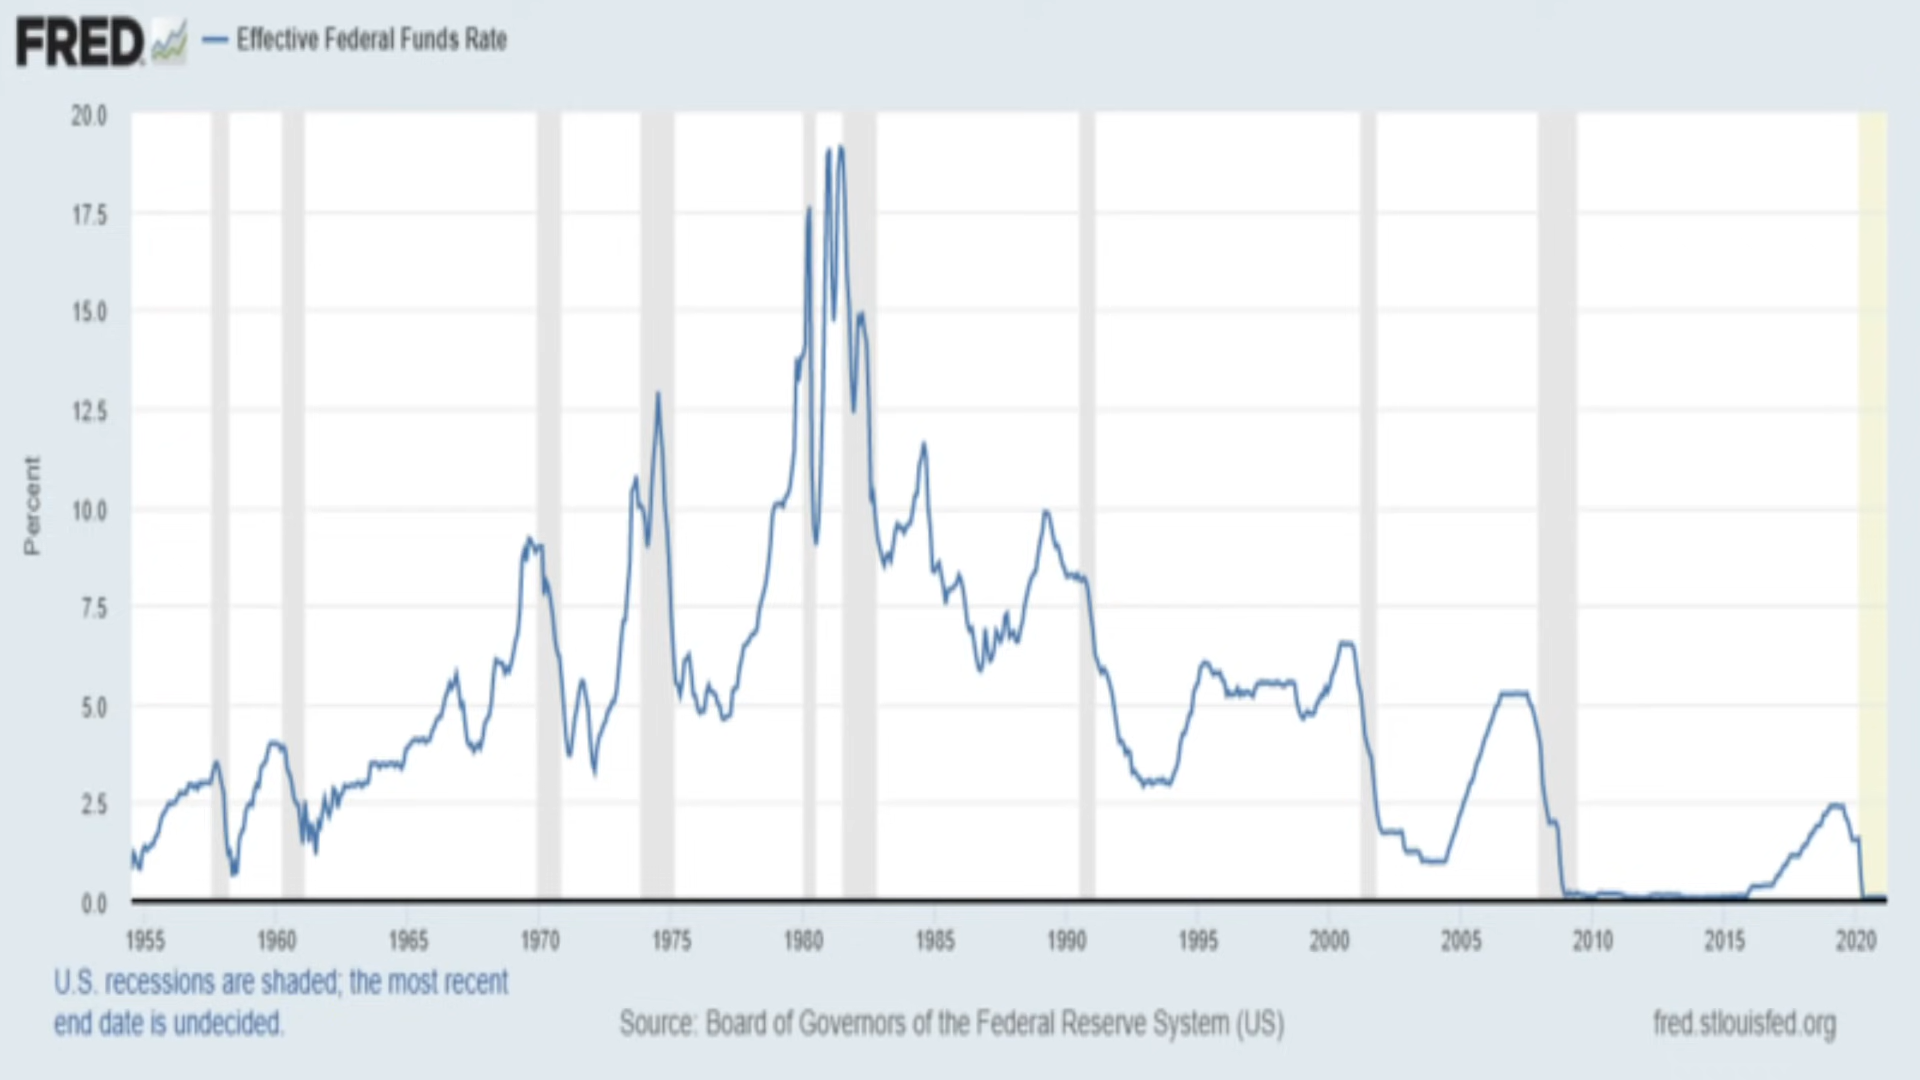 FRED
Effective Federal Funds Rate
20.0
17.5
15.0
12.5
10.0
7.5
5.0
2.5
0.0
Percent
1955 1960 1965 1970 1975 1980 1985 1990 1995 2000 2005 2010 2015 2020
U.S. recessions are shaded; the most recent
end date is undecided.
Source: Board of Governors of the Federal Reserve System (US)
fred.stlouisfed.org